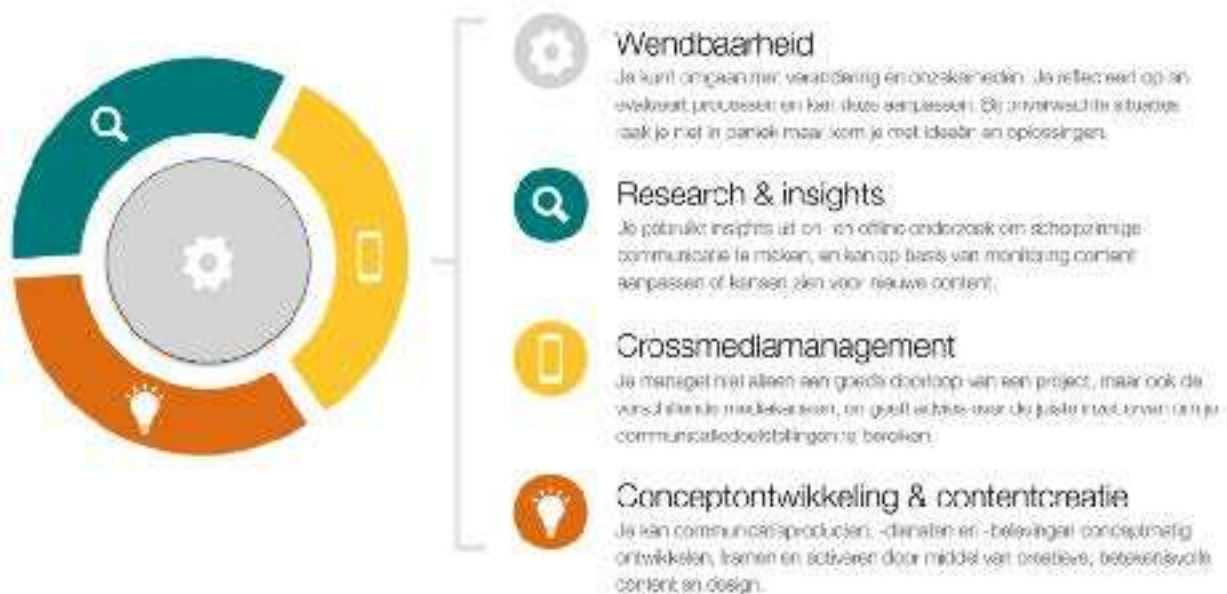 Wendbaarheid
Je kunt omgaan met verandering en onzekerheden. Je reflecteert op en
evalueert processen en kan deze aanpassen. Bij onverwachte situaties
raak je niet in paniek maar kom je met ideeën en oplossingen.
Research & insights
Je gebruikt insights uit on- en offline onderzoek om scherpzinnige
communicatie te maken, en kan op basis van monitoring content
aanpassen of kansen zien voor nieuwe content.
Crossmediamanagement
Je managet niet alleen een goede doorloop van een project, maar ook de
verschillende mediakanalen, en geeft advies over de juiste inzet ervan om je
communicatiedoelstellingen te bereiken.
Conceptontwikkeling & contentcreatie
Je kan communicatieproducten, -diensten en -belevingen conceptmatig
ontwikkelen, framen en activeren door middel van creatieve, betekenisvolle
content en design.